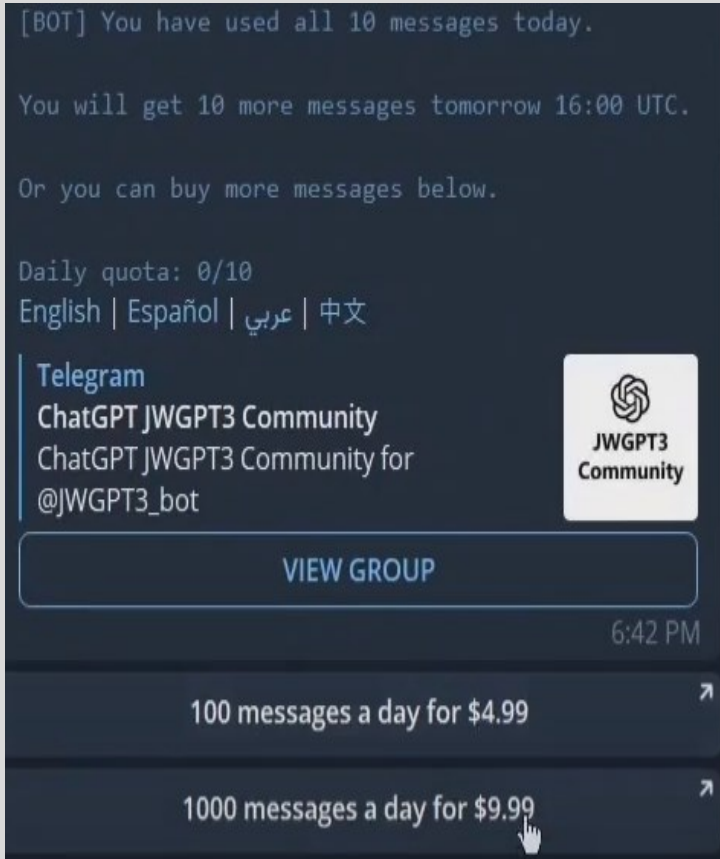 [BOT] You have used all 10 messages today.
You will get 10 more messages tomorrow 16:00 UTC.
Or you can buy more messages below.
Daily quota: 0/10
English | Español | عربي | 中文
Telegram
ChatGPT JWGPT3 Community
ChatGPT JWGPT3 Community for
@JWGPT3_bot
JWGPT3
Community
VIEW GROUP
6:42 PM
100 messages a day for $4.99
1000 messages a day for $9.99